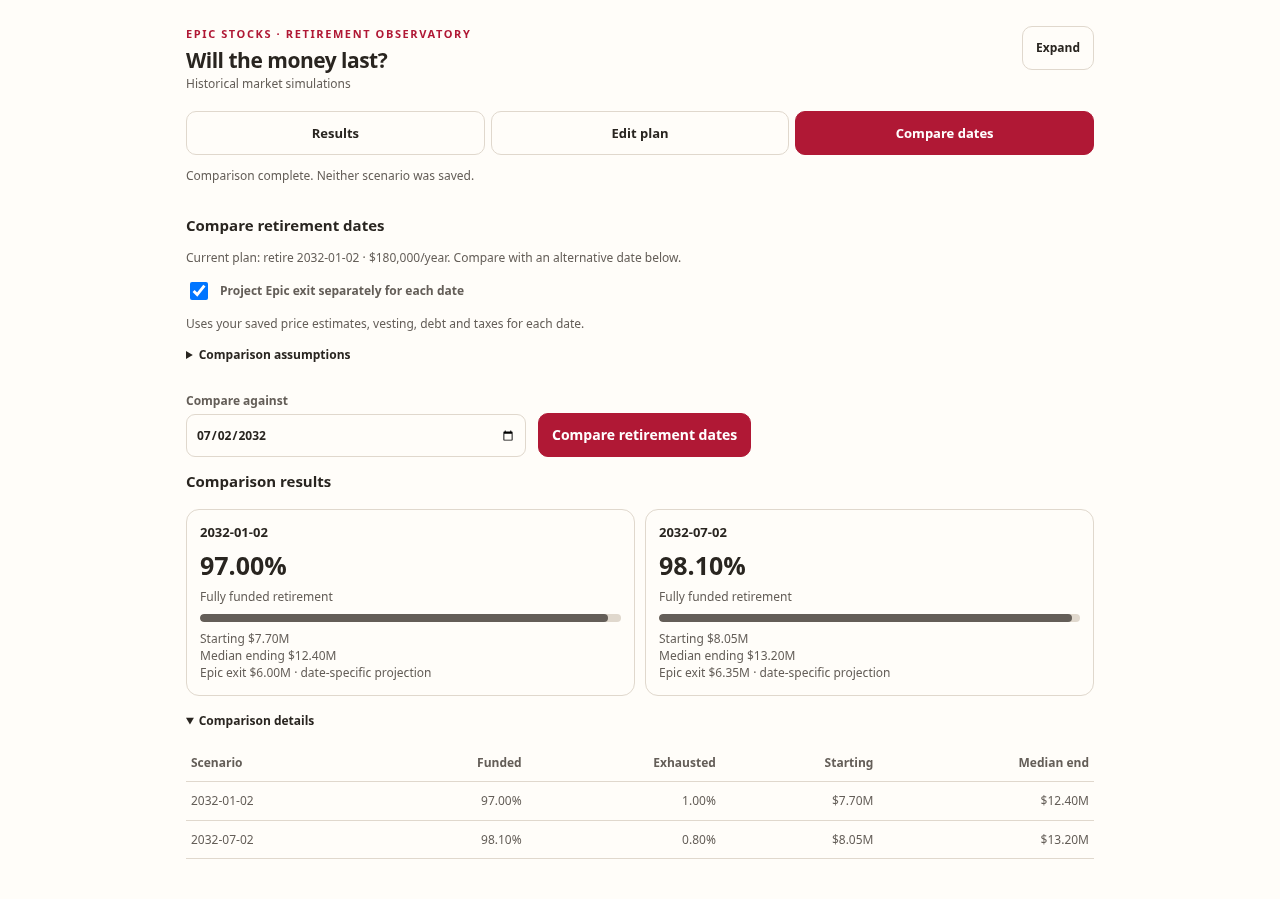 EPIC STOCKS · RETIREMENT OBSERVATORY
Will the money last?
Historical market simulations
Expand
Results
Edit plan
Compare dates
Comparison complete. Neither scenario was saved.
Compare retirement dates
Current plan: retire 2032-01-02 · $180,000/year. Compare with an alternative date below.
Project Epic exit separately for each date
Uses your saved price estimates, vesting, debt and taxes for each date.
Comparison assumptions
Compare against
07/02/2032
Compare retirement dates
Comparison results
2032-01-02
97.00%
Fully funded retirement
Starting $7.70M
Median ending $12.40M
Epic exit $6.00M · date-specific projection
2032-07-02
98.10%
Fully funded retirement
Starting $8.05M
Median ending $13.20M
Epic exit $6.35M · date-specific projection
Comparison details
Scenario Funded Exhausted Starting Median end
2032-01-02 97.00% 1.00% $7.70M $12.40M
2032-07-02 98.10% 0.80% $8.05M $13.20M